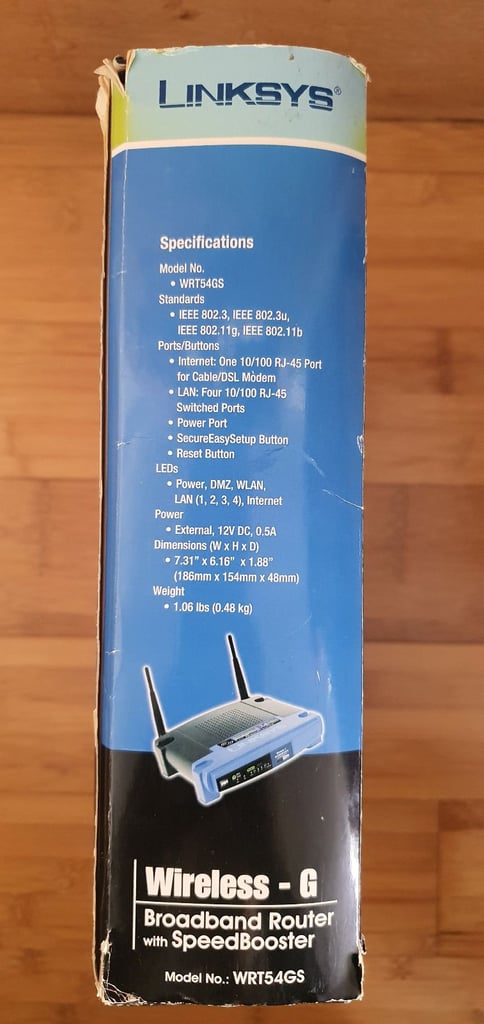 LINKSYS®
Specifications
Model No.
• WRT54GS
Standards
• IEEE 802.3, IEEE 802.3u,
IEEE 802.11g, IEEE 802.11b
Ports/Buttons
• Internet: One 10/100 RJ-45 Port
for Cable/DSL Modem
• LAN: Four 10/100 RJ-45
Switched Ports
• Power Port
• SecureEasySetup Button
• Reset Button
LEDs
• Power, DMZ, WLAN,
LAN (1, 2, 3, 4), Internet
Power
• External, 12V DC, 0.5A
Dimensions (W x H x D)
• 7.31" x 6.16" x 1.88"
(186mm x 154mm x 48mm)
Weight
• 1.06 lbs (0.48 kg)
Wireless - G
Broadband Router
with SpeedBooster
Model No.: WRT54GS